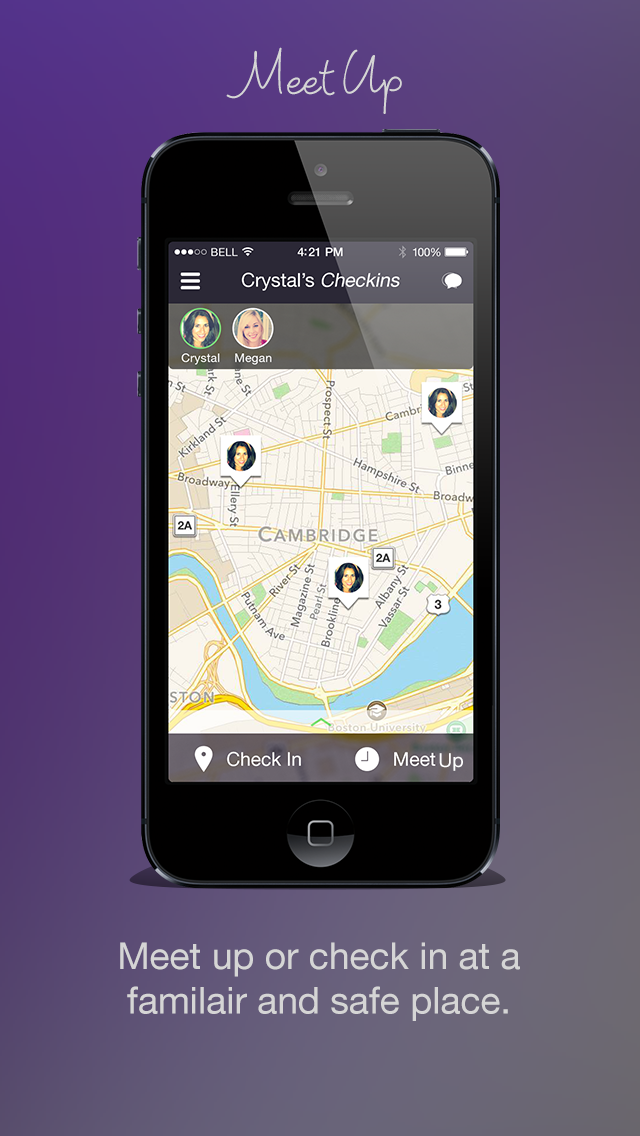 Meet Up
BELL 4:21 PM 100%
Crystal's Checkins
Crystal Megan
Prospect St
Kirkland St
Cambr
Hampshire St
Binne
Broadway
Broadw
Ellery St
2A
CAMBRIDGE
2A
River St
Magazine St
Pearl St
Brookline
Albany St
Vassar St
3
Putnam Ave
STON
Boston University
Check In Meet Up
Meet up or check in at a
familair and safe place.